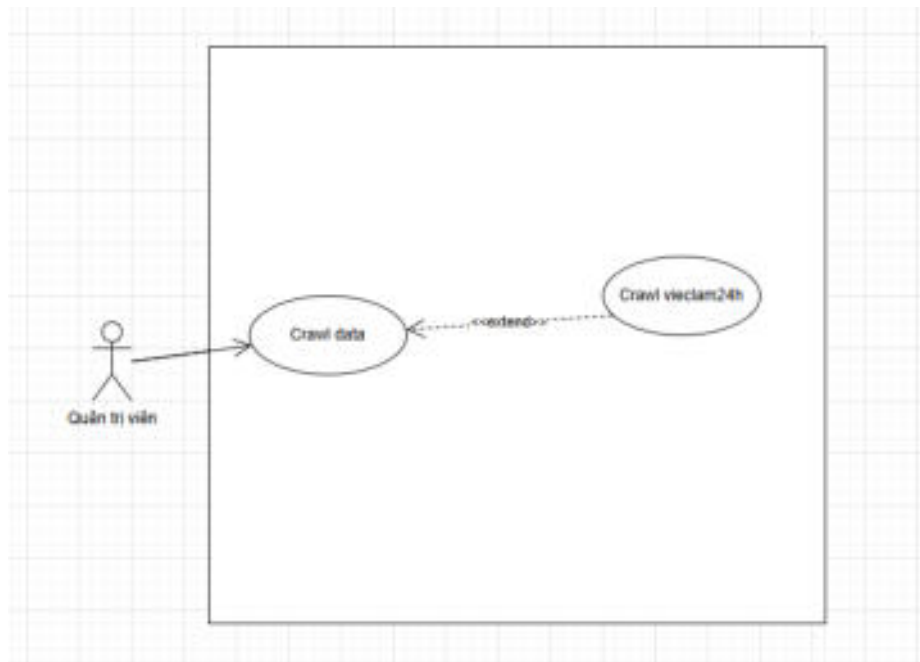 Crawl vieclam24h
<<extend>>
Crawl data
Quản trị viên